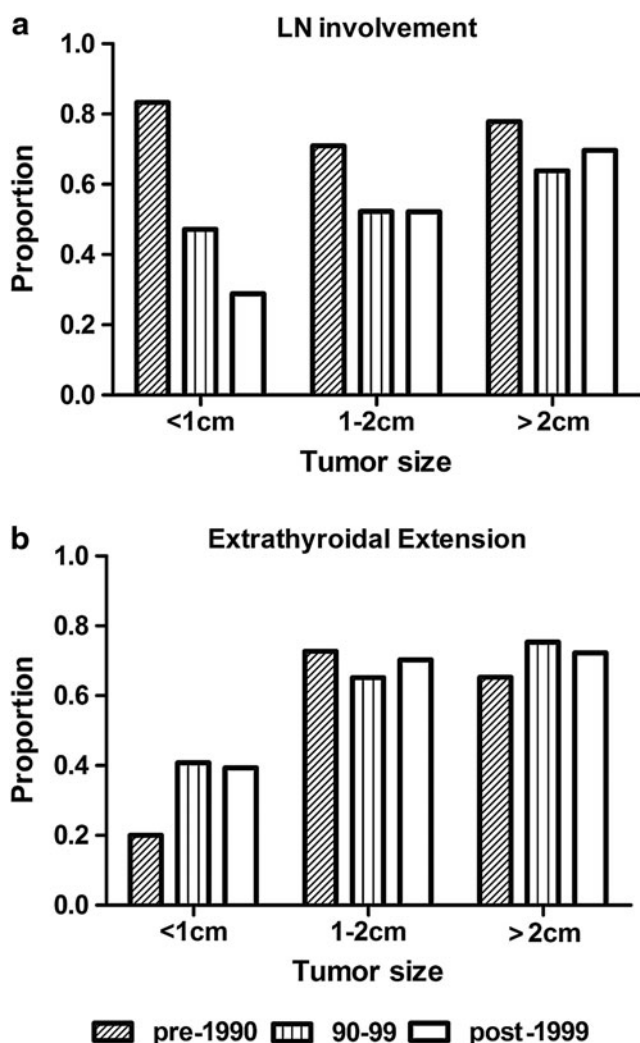 a
LN involvement
1.0
0.8
0.6
0.4
0.2
0.0
Proportion
<1cm 1-2cm >2cm
Tumor size
b
Extrathyroidal Extension
1.0
0.8
0.6
0.4
0.2
0.0
Proportion
<1cm 1-2cm >2cm
Tumor size
pre-1990 90-99 post-1999